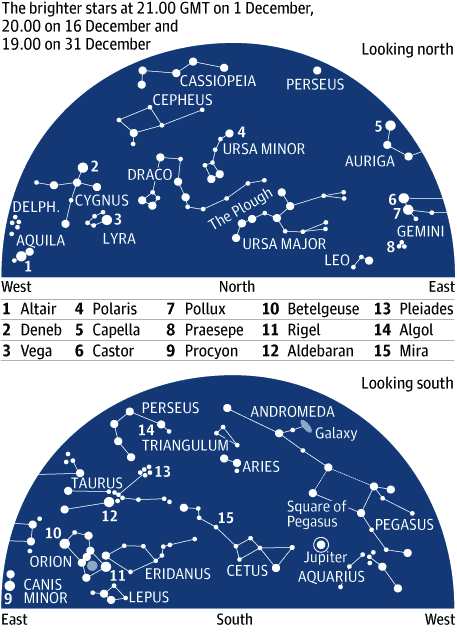 The brighter stars at 21.00 GMT on 1 December,
20.00 on 16 December and
19.00 on 31 December
Looking north
CASSIOPEIA
PERSEUS
CEPHEUS
4
5
URSA MINOR
AURIGA
2
DRACO
CYGNUS
The Plough
6
DELPH.
3
7
AQUILA
LYRA
URSA MAJOR
GEMINI
8
LEO
1
West North East
1 Altair 4 Polaris 7 Pollux 10 Betelgeuse 13 Pleiades
2 Deneb 5 Capella 8 Praesepe 11 Rigel 14 Algol
3 Vega 6 Castor 9 Procyon 12 Aldebaran 15 Mira
Looking south
PERSEUS
ANDROMEDA
14
Galaxy
TRIANGULUM
13
ARIES
TAURUS
12
15
Square of
Pegasus
PEGASUS
10
Jupiter
ORION
11
ERIDANUS
CETUS
AQUARIUS
CANIS
MINOR
9
LEPUS
East South West